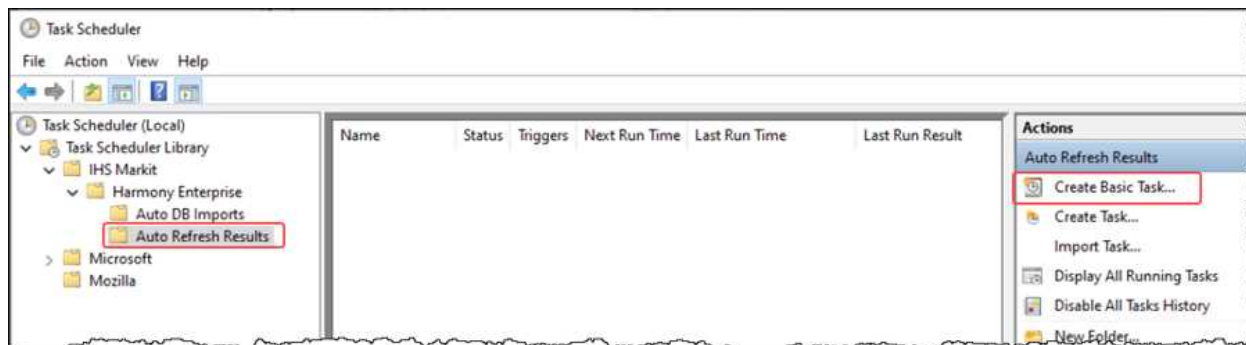 Task Scheduler
File Action View Help
Task Scheduler (Local)
Task Scheduler Library
IHS Markit
Harmony Enterprise
Auto DB Imports
Auto Refresh Results
Microsoft
Mozilla
Name Status Triggers Next Run Time Last Run Time Last Run Result
Actions
Auto Refresh Results
Create Basic Task...
Create Task...
Import Task...
Display All Running Tasks
Disable All Tasks History
New Folder...